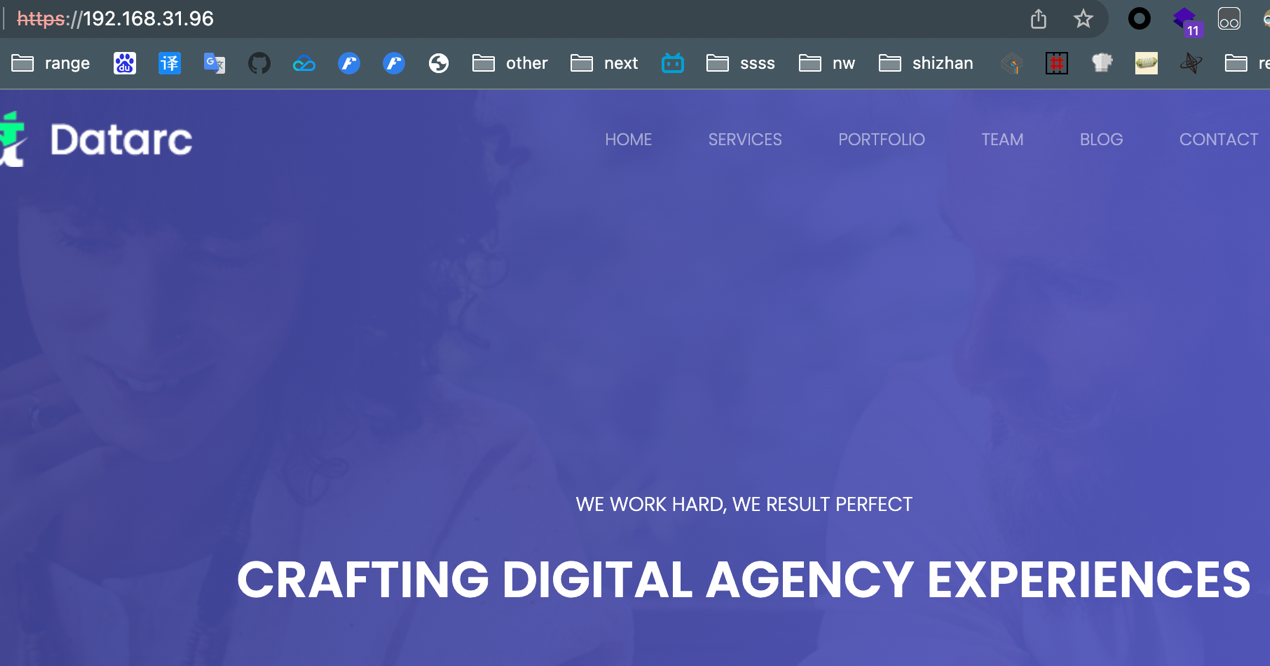 https://192.168.31.96
11
range
du
译
G
other
next
ssss
nw
shizhan
Datarc
HOME SERVICES PORTFOLIO TEAM BLOG CONTACT
WE WORK HARD, WE RESULT PERFECT
CRAFTING DIGITAL AGENCY EXPERIENCES